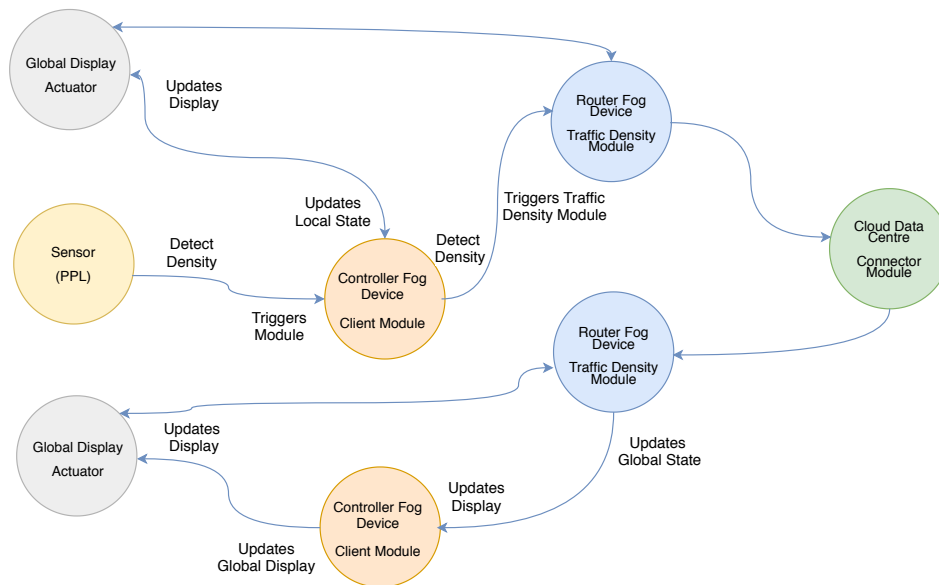 Global Display
Actuator
Updates
Display
Router Fog
Device
Traffic Density
Module
Updates
Local State
Triggers Traffic
Density Module
Sensor
(PPL)
Detect
Density
Triggers
Module
Controller Fog
Device
Client Module
Detect
Density
Cloud Data
Centre
Connector
Module
Router Fog
Device
Traffic Density
Module
Global Display
Actuator
Updates
Display
Updates
Global State
Updates
Display
Controller Fog
Device
Client Module
Updates
Global Display